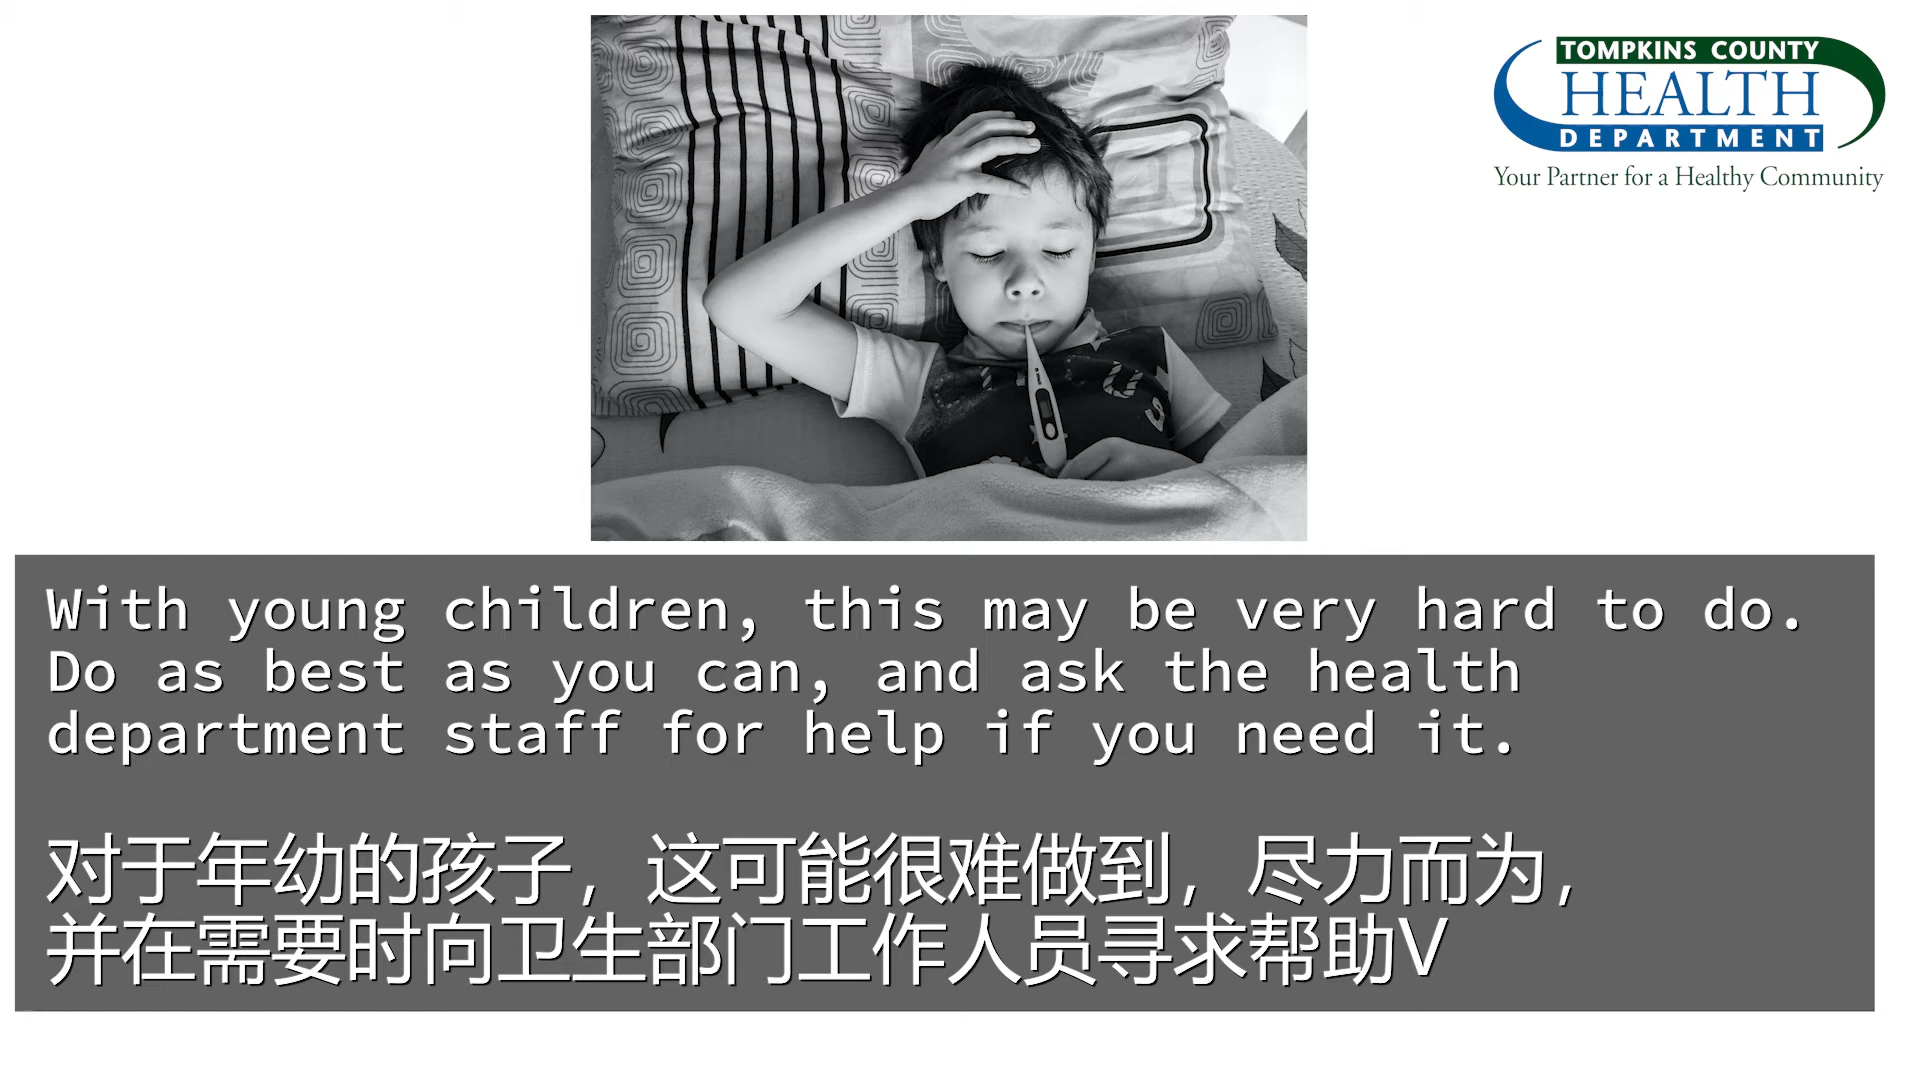 TOMPKINS COUNTY
HEALTH
DEPARTMENT
Your Partner for a Healthy Community
With young children, this may be very hard to do.
Do as best as you can, and ask the health
department staff for help if you need it.
对于年幼的孩子，这可能很难做到，尽力而为，
并在需要时向卫生部门工作人员寻求帮助V